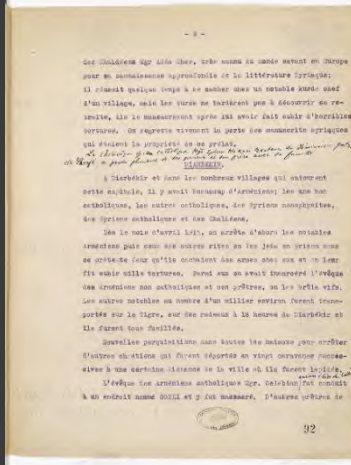 - 2 -
des Chaldéens Mgr Addé Cher, très connu du monde savant en Europe
pour sa connaissance approfondie de la littérature Syriaque;
il réussit quelque temps à se cacher chez un notable kurde chef
d'un village, mais les turcs ne tardèrent pas à découvrir sa re-
traite, ils le massacrèrent après lui avoir fait subir d'horribles
tortures. On regrette vivement la perte des manuscrits syriaques
qui étaient la propriété de ce prélat.
DIARBEKIR.
A Diarbékir et dans les nombreux villages qui entourent
cette capitale, il y avait beaucoup d'Arméniens; les uns non
catholiques, les autres catholiques, des Syriens monophysites,
des Syriens catholiques et des Chaldéens.
Dès le mois d'avril 1915, on arrête d'abord les notables
arméniens puis ceux des autres rites on les jeta en prison sous
le prétexte faux qu'ils cachaient des armes chez eux et on leur
fit subir mille tortures. Parmi eux on avait incarcéré l'évêque
des arméniens non catholiques et ses prêtres, on les brûla vifs.
Les autres notables au nombre d'un millier environ furent trans-
portés sur le Tigre, sur des radeaux à 15 heures de Diarbékir et
ils furent tous fusillés.
Nouvelles perquisitions dans toutes les maisons pour arrêter
d'autres chrétiens qui furent déportés en vingt caravanes succes-
sives à une certaine distance de la ville et ils furent lapidés.
L'évêque des Arméniens catholiques Mgr. Célébian fut conduit
à un endroit nommé et fut massacré. D'autres prêtres de
92